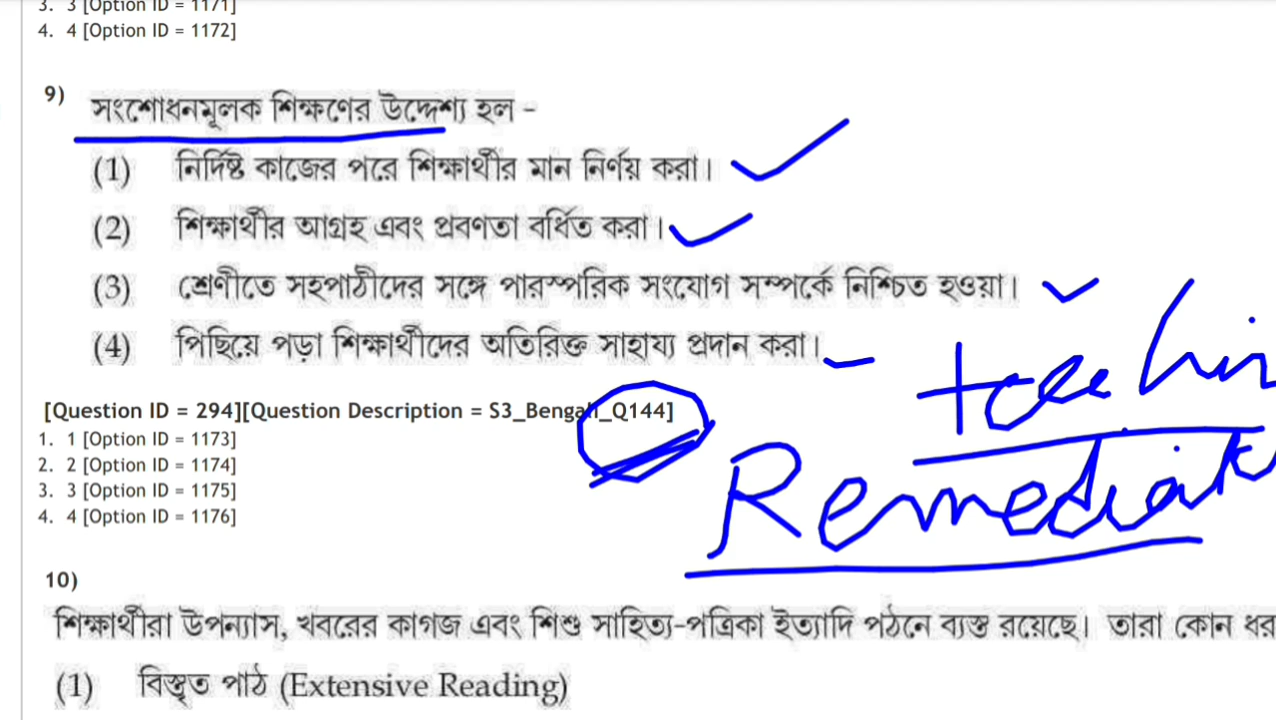 3. 3 [Option ID = 1171]
4. 4 [Option ID = 1172]
9) সংশোধনমূলক শিক্ষণের উদ্দেশ্য হল -
(1) নির্দিষ্ট কাজের পরে শিক্ষার্থীর মান নির্ণয় করা।
(2) শিক্ষার্থীর আগ্রহ এবং প্রবণতা বর্ধিত করা।
(3) শ্রেণীতে সহপাঠীদের সঙ্গে পারস্পরিক সংযোগ সম্পর্কে নিশ্চিত হওয়া।
(4) পিছিয়ে পড়া শিক্ষার্থীদের অতিরিক্ত সাহায্য প্রদান করা।
teachin
[Question ID = 294][Question Description = S3_Bengali_Q144]
1. 1 [Option ID = 1173]
2. 2 [Option ID = 1174]
3. 3 [Option ID = 1175]
4. 4 [Option ID = 1176]
10)
শিক্ষার্থীরা উপন্যাস, খবরের কাগজ এবং শিশু সাহিত্য-পত্রিকা ইত্যাদি পঠনে ব্যস্ত রয়েছে। তারা কোন ধর
(1) বিস্তৃত পাঠ (Extensive Reading)